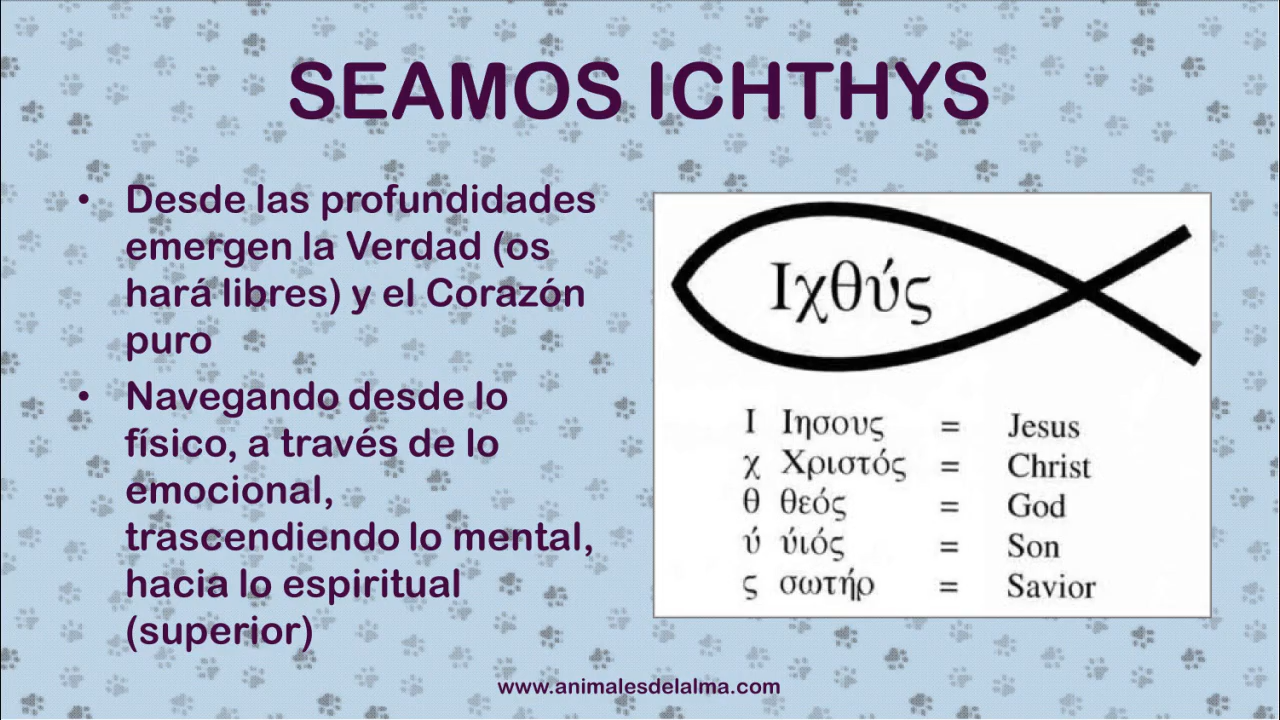 SEAMOS ICHTHYS
• Desde las profundidades
emergen la Verdad (os
hará libres) y el Corazón
puro
• Navegando desde lo
físico, a través de lo
emocional,
trascendiendo lo mental,
hacia lo espiritual
(superior)
Ιχθύς
Ι Ιησους = Jesus
χ Χριστός = Christ
θ θεός = God
ύ ύιός = Son
ς σωτήρ = Savior
www.animalesdelalma.com